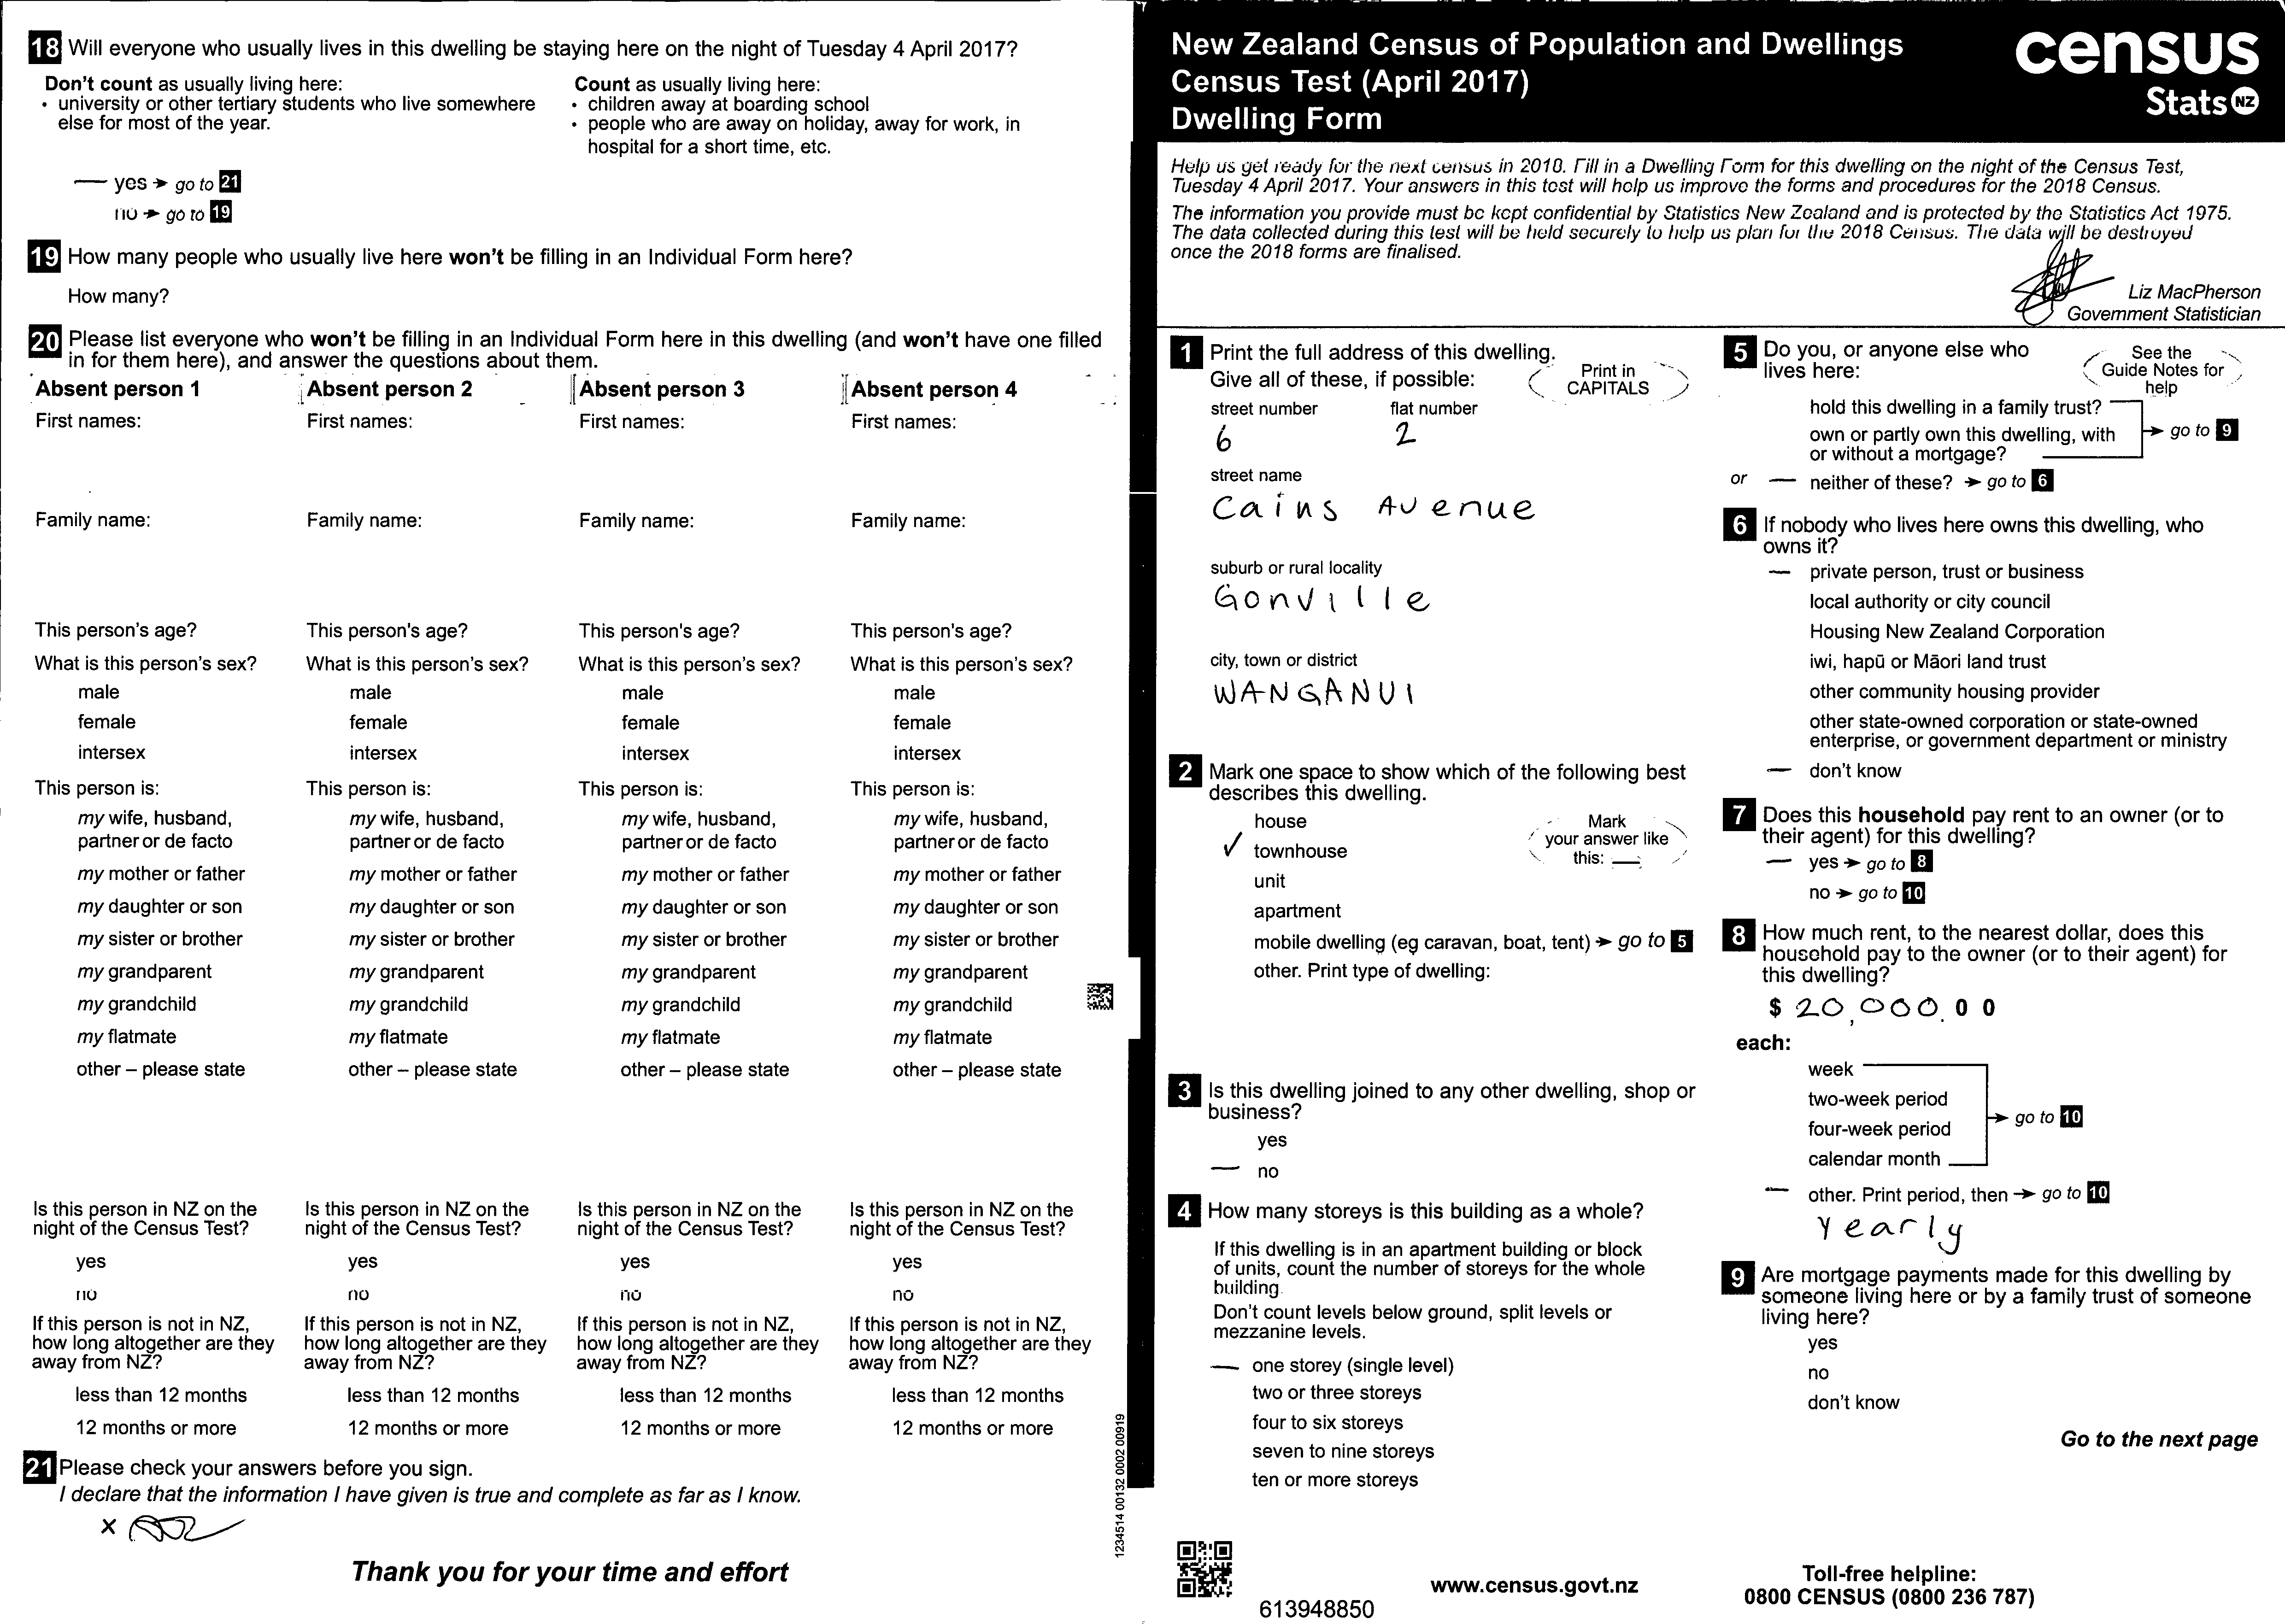 18 Will everyone who usually lives in this dwelling be staying here on the night of Tuesday 4 April 2017?
Don't count as usually living here:
• university or other tertiary students who live somewhere
else for most of the year.
Count as usually living here:
• children away at boarding school
• people who are away on holiday, away for work, in
hospital for a short time, etc.
— yes → go to 21
no → go to 19
19 How many people who usually live here won't be filling in an Individual Form here?
How many?
20 Please list everyone who won't be filling in an Individual Form here in this dwelling (and won't have one filled
in for them here), and answer the questions about them.
Absent person 1 Absent person 2 Absent person 3 Absent person 4
First names: First names: First names: First names:
Family name: Family name: Family name: Family name:
This person's age? This person's age? This person's age? This person's age?
What is this person's sex? What is this person's sex? What is this person's sex? What is this person's sex?
male male male male
female female female female
intersex intersex intersex intersex
This person is: This person is: This person is: This person is:
my wife, husband, my wife, husband, my wife, husband, my wife, husband,
partner or de facto partner or de facto partner or de facto partner or de facto
my mother or father my mother or father my mother or father my mother or father
my daughter or son my daughter or son my daughter or son my daughter or son
my sister or brother my sister or brother my sister or brother my sister or brother
my grandparent my grandparent my grandparent my grandparent
my grandchild my grandchild my grandchild my grandchild
my flatmate my flatmate my flatmate my flatmate
other – please state other – please state other – please state other – please state
Is this person in NZ on the Is this person in NZ on the Is this person in NZ on the Is this person in NZ on the
night of the Census Test? night of the Census Test? night of the Census Test? night of the Census Test?
yes yes yes yes
no no no no
If this person is not in NZ, If this person is not in NZ, If this person is not in NZ, If this person is not in NZ,
how long altogether are they how long altogether are they how long altogether are they how long altogether are they
away from NZ? away from NZ? away from NZ? away from NZ?
less than 12 months less than 12 months less than 12 months less than 12 months
12 months or more 12 months or more 12 months or more 12 months or more
21 Please check your answers before you sign.
I declare that the information I have given is true and complete as far as I know.
x
Thank you for your time and effort
1234514 00132 0002 00919
New Zealand Census of Population and Dwellings
Census Test (April 2017)
Dwelling Form
census
Stats NZ
Help us get ready for the next census in 2018. Fill in a Dwelling Form for this dwelling on the night of the Census Test,
Tuesday 4 April 2017. Your answers in this test will help us improve the forms and procedures for the 2018 Census.
The information you provide must be kept confidential by Statistics New Zealand and is protected by the Statistics Act 1975.
The data collected during this test will be held securely to help us plan for the 2018 Census. The data will be destroyed
once the 2018 forms are finalised.
Liz MacPherson
Government Statistician
1 Print the full address of this dwelling.
Give all of these, if possible:
Print in
CAPITALS
street number flat number
6 2
street name
Cains Avenue
suburb or rural locality
Gonville
city, town or district
WANGANUI
2 Mark one space to show which of the following best
describes this dwelling.
house
✓ townhouse
unit
apartment
mobile dwelling (eg caravan, boat, tent) → go to 5
other. Print type of dwelling:
Mark
your answer like
this: —
3 Is this dwelling joined to any other dwelling, shop or
business?
yes
— no
4 How many storeys is this building as a whole?
If this dwelling is in an apartment building or block
of units, count the number of storeys for the whole
building.
Don't count levels below ground, split levels or
mezzanine levels.
— one storey (single level)
two or three storeys
four to six storeys
seven to nine storeys
ten or more storeys
5 Do you, or anyone else who
lives here:
See the
Guide Notes for
help
hold this dwelling in a family trust?
own or partly own this dwelling, with
or without a mortgage?
→ go to 9
or — neither of these? → go to 6
6 If nobody who lives here owns this dwelling, who
owns it?
— private person, trust or business
local authority or city council
Housing New Zealand Corporation
iwi, hapū or Māori land trust
other community housing provider
other state-owned corporation or state-owned
enterprise, or government department or ministry
— don't know
7 Does this household pay rent to an owner (or to
their agent) for this dwelling?
— yes → go to 8
no → go to 10
8 How much rent, to the nearest dollar, does this
household pay to the owner (or to their agent) for
this dwelling?
$ 20,000.00
each:
week
two-week period
four-week period
calendar month
→ go to 10
— other. Print period, then → go to 10
Yearly
9 Are mortgage payments made for this dwelling by
someone living here or by a family trust of someone
living here?
yes
no
don't know
Go to the next page
613948850
www.census.govt.nz
Toll-free helpline:
0800 CENSUS (0800 236 787)